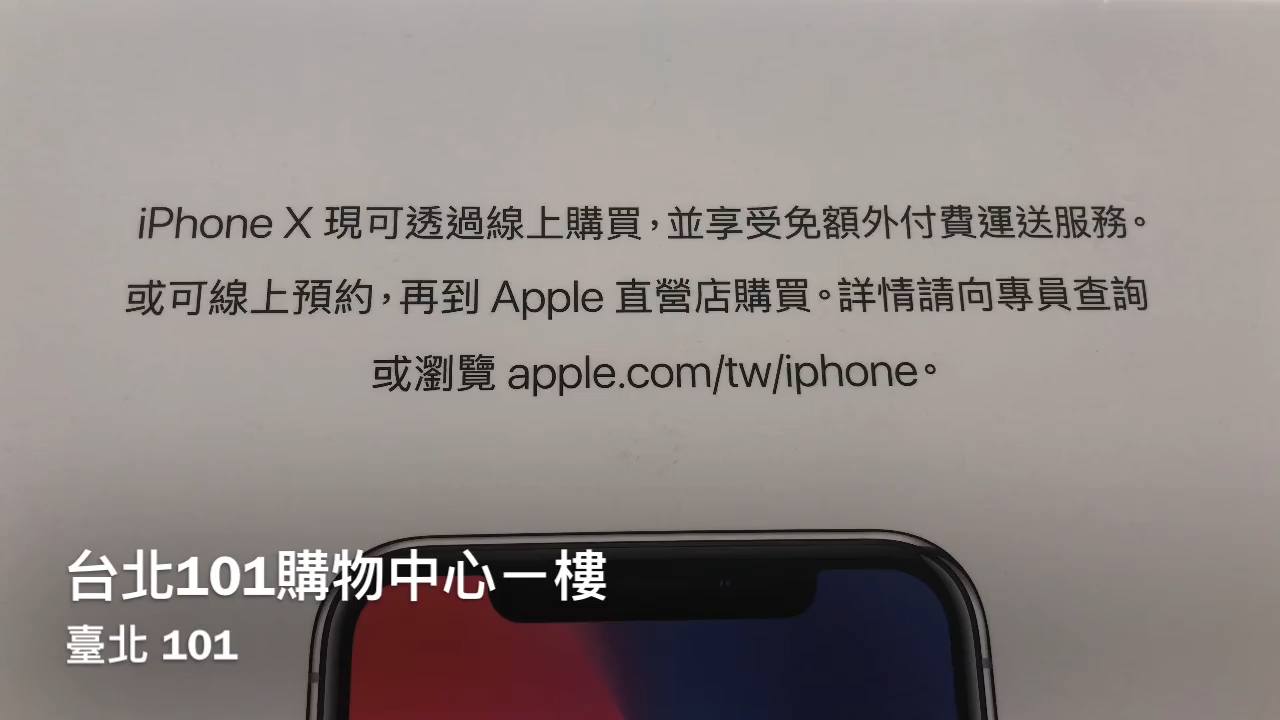 iPhone X 現可透過線上購買，並享受免額外付費運送服務。
或可線上預約，再到 Apple 直營店購買。詳情請向專員查詢
或瀏覽 apple.com/tw/iphone。
台北101購物中心一樓
臺北 101